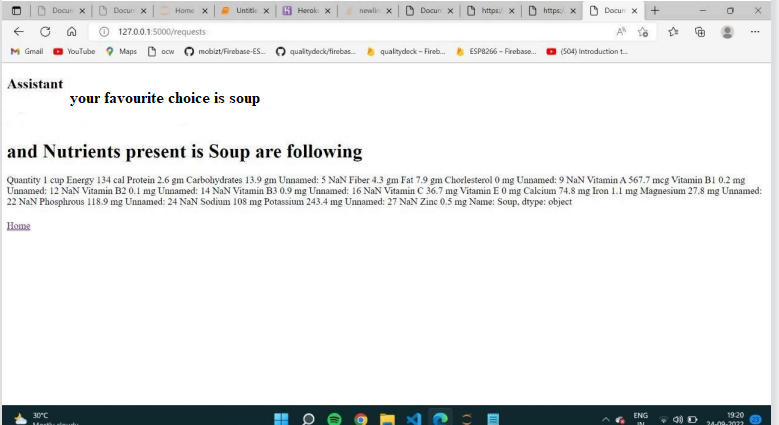 Docum
Docum
Home
Untitle
Heroku
newlin
Docum
https:/
https:/
Docum
127.0.0.1:5000/requests
Gmail
YouTube
Maps
ocw
mobizt/Firebase-ES...
qualitydeck/firebas...
qualitydeck – Fireb...
ESP8266 – Firebase...
(504) Introduction t...
Assistant
your favourite choice is soup
and Nutrients present is Soup are following
Quantity 1 cup Energy 134 cal Protein 2.6 gm Carbohydrates 13.9 gm Unnamed: 5 NaN Fiber 4.3 gm Fat 7.9 gm Chorlesterol 0 mg Unnamed: 9 NaN Vitamin A 567.7 mcg Vitamin B1 0.2 mg
Unnamed: 12 NaN Vitamin B2 0.1 mg Unnamed: 14 NaN Vitamin B3 0.9 mg Unnamed: 16 NaN Vitamin C 36.7 mg Vitamin E 0 mg Calcium 74.8 mg Iron 1.1 mg Magnesium 27.8 mg Unnamed:
22 NaN Phosphrous 118.9 mg Unnamed: 24 NaN Sodium 108 mg Potassium 243.4 mg Unnamed: 27 NaN Zinc 0.5 mg Name: Soup, dtype: object
Home
30°C
Mostly cloudy
ENG
IN
19:20
24-09-2022